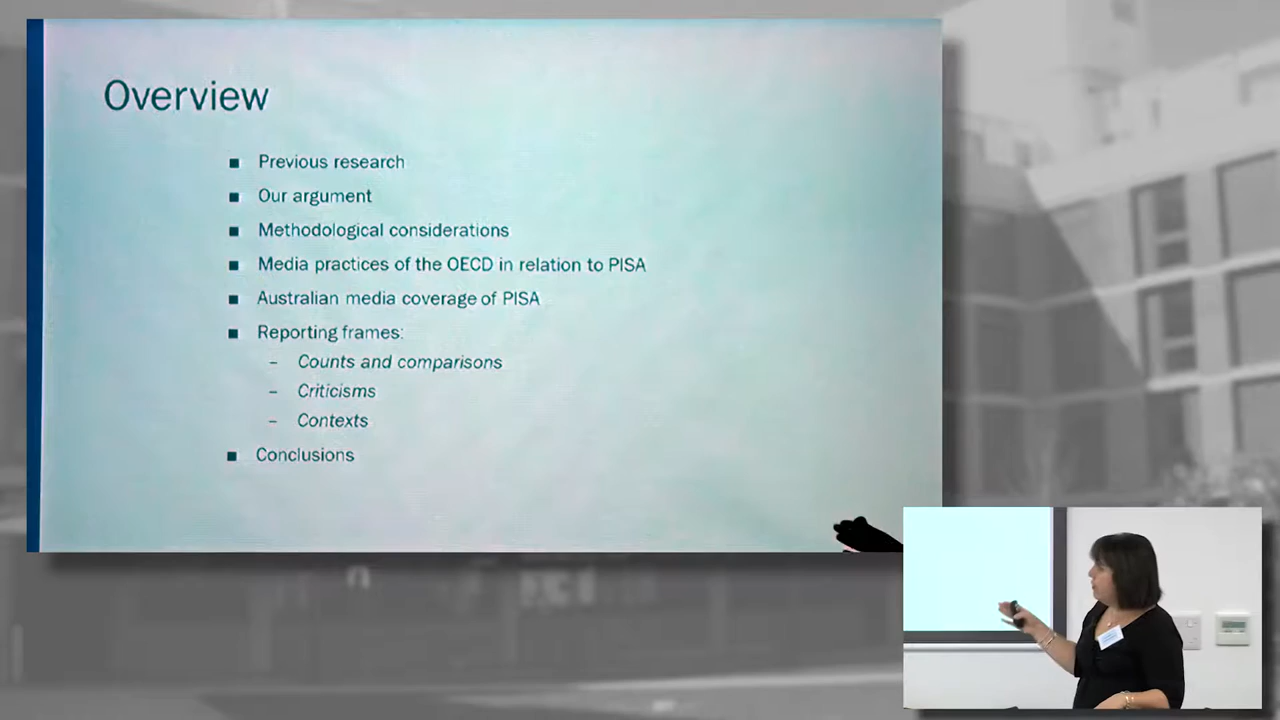 Overview
■ Previous research
■ Our argument
■ Methodological considerations
■ Media practices of the OECD in relation to PISA
■ Australian media coverage of PISA
■ Reporting frames:
– Counts and comparisons
– Criticisms
– Contexts
■ Conclusions